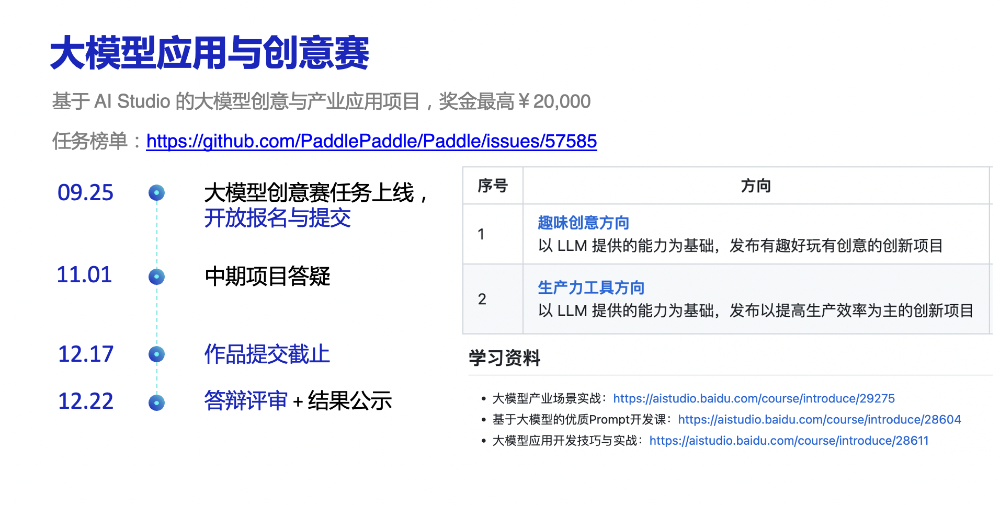 大模型应用与创意赛
基于 AI Studio 的大模型创意与产业应用项目，奖金最高￥20,000
任务榜单：https://github.com/PaddlePaddle/Paddle/issues/57585
09.25
大模型创意赛任务上线，
开放报名与提交
11.01
中期项目答疑
12.17
作品提交截止
12.22
答辩评审 + 结果公示
序号 方向
1
趣味创意方向
以 LLM 提供的能力为基础，发布有趣好玩有创意的创新项目
2
生产力工具方向
以 LLM 提供的能力为基础，发布以提高生产效率为主的创新项目
学习资料
• 大模型产业场景实战：https://aistudio.baidu.com/course/introduce/29275
• 基于大模型的优质Prompt开发课：https://aistudio.baidu.com/course/introduce/28604
• 大模型应用开发技巧与实战：https://aistudio.baidu.com/course/introduce/28611